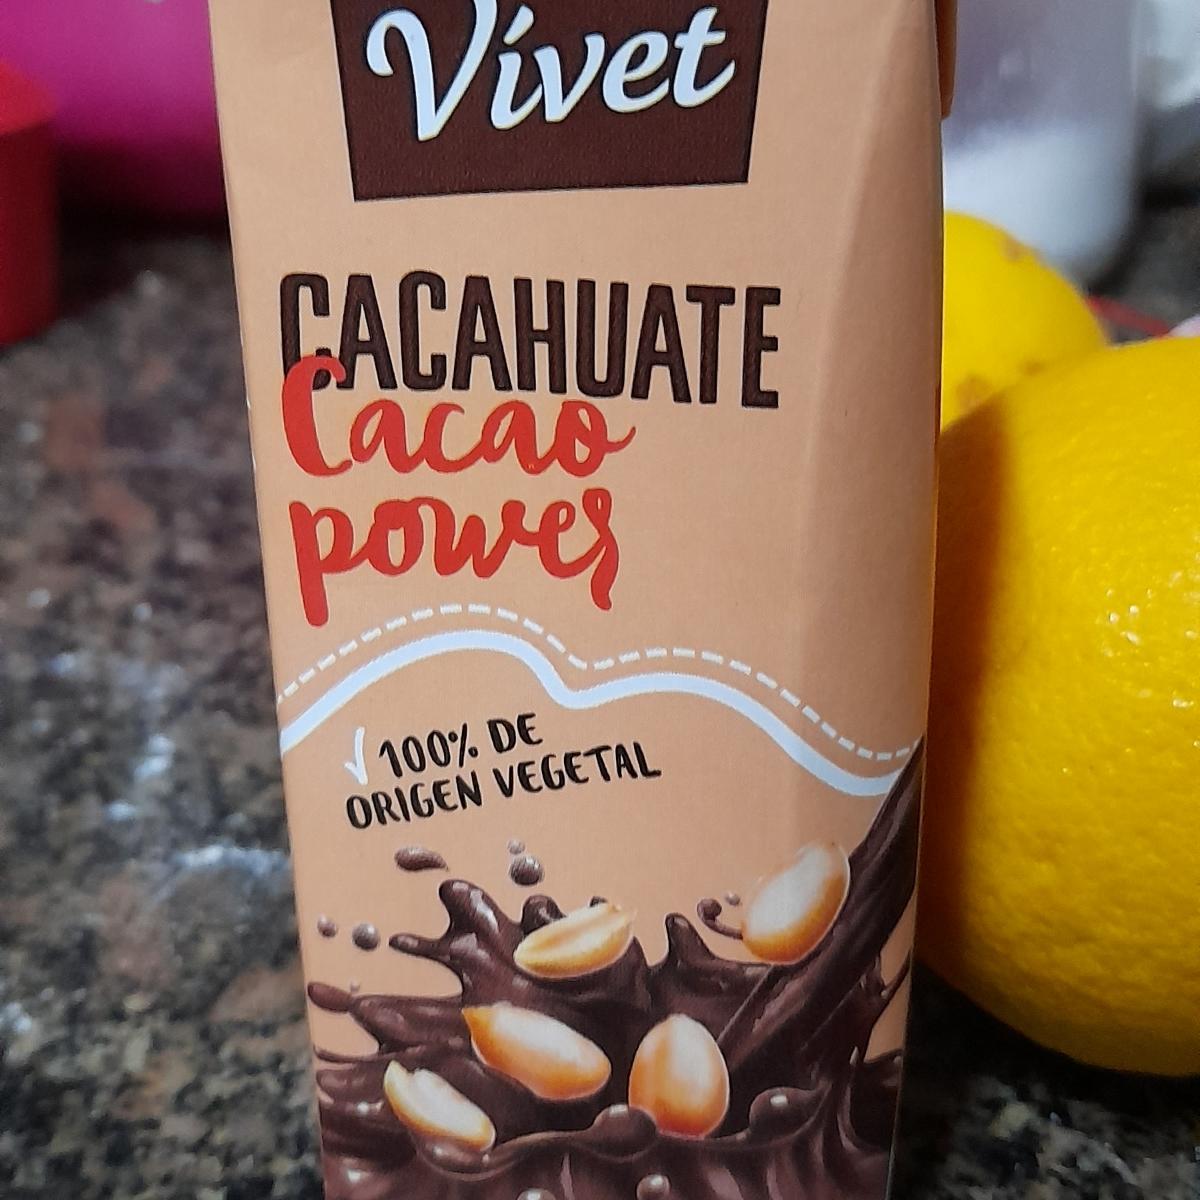 Vívet
CACAHUATE
Cacao
power
100% DE
ORIGEN VEGETAL